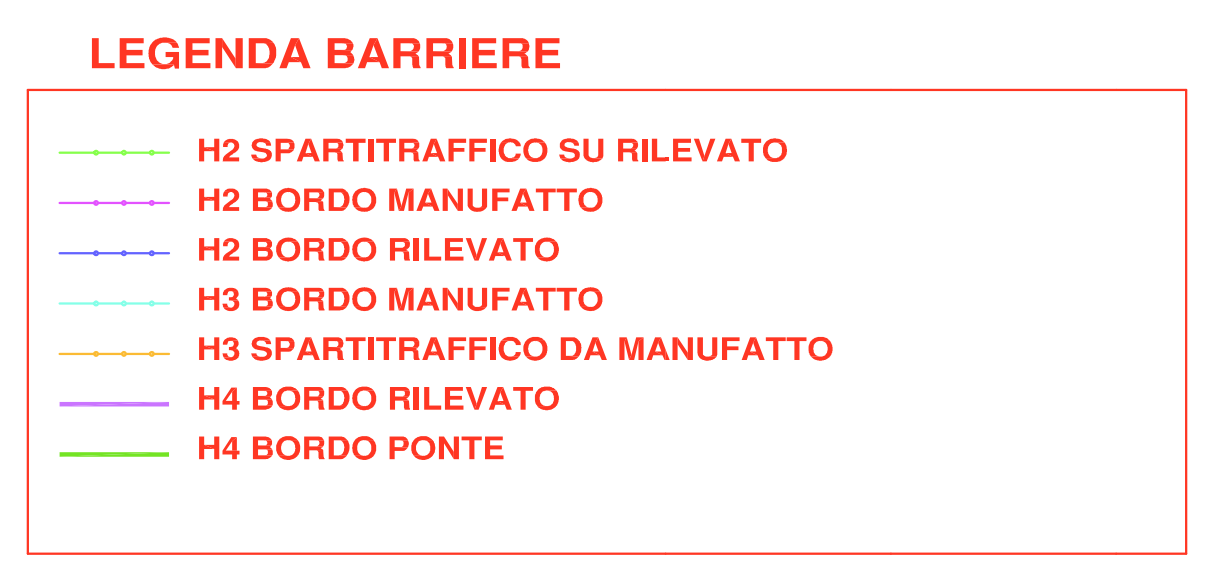 LEGENDA BARRIERE
H2 SPARTITRAFFICO SU RILEVATO
H2 BORDO MANUFATTO
H2 BORDO RILEVATO
H3 BORDO MANUFATTO
H3 SPARTITRAFFICO DA MANUFATTO
H4 BORDO RILEVATO
H4 BORDO PONTE